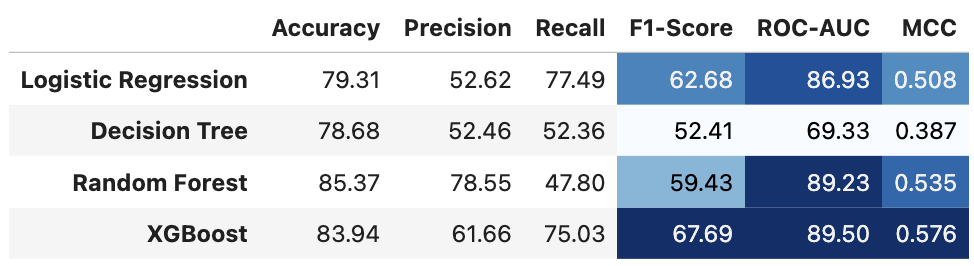 Accuracy Precision Recall F1-Score ROC-AUC MCC
Logistic Regression 79.31 52.62 77.49 62.68 86.93 0.508
Decision Tree 78.68 52.46 52.36 52.41 69.33 0.387
Random Forest 85.37 78.55 47.80 59.43 89.23 0.535
XGBoost 83.94 61.66 75.03 67.69 89.50 0.576